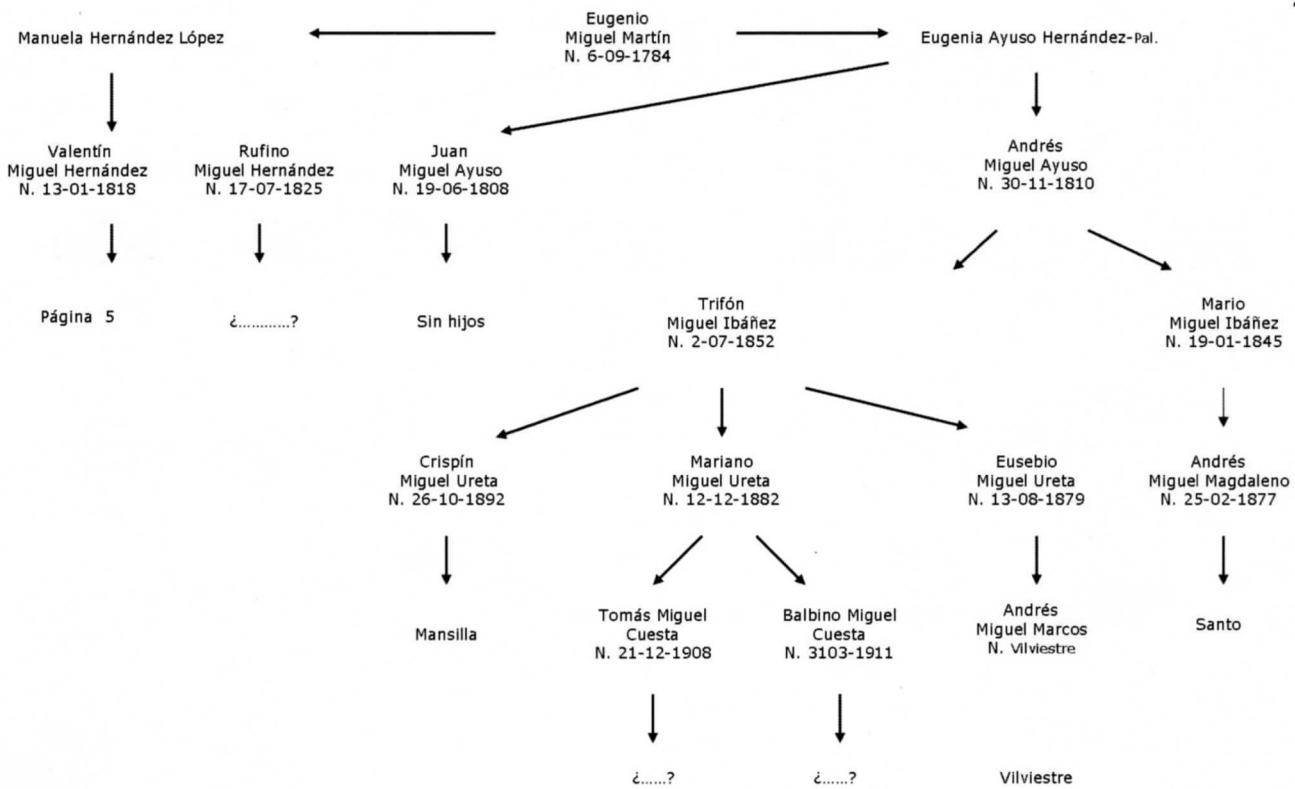 Manuela Hernández López
Eugenio
Miguel Martín
N. 6-09-1784
Eugenia Ayuso Hernández-Pal.
Valentín
Miguel Hernández
N. 13-01-1818
Rufino
Miguel Hernández
N. 17-07-1825
Juan
Miguel Ayuso
N. 19-06-1808
Andrés
Miguel Ayuso
N. 30-11-1810
Página 5
¿............?
Sin hijos
Trifón
Miguel Ibáñez
N. 2-07-1852
Mario
Miguel Ibáñez
N. 19-01-1845
Crispín
Miguel Ureta
N. 26-10-1892
Mariano
Miguel Ureta
N. 12-12-1882
Eusebio
Miguel Ureta
N. 13-08-1879
Andrés
Miguel Magdaleno
N. 25-02-1877
Mansilla
Tomás Miguel
Cuesta
N. 21-12-1908
Balbino Miguel
Cuesta
N. 3103-1911
Andrés
Miguel Marcos
N. Vilviestre
Santo
¿......?
¿......?
Vilviestre